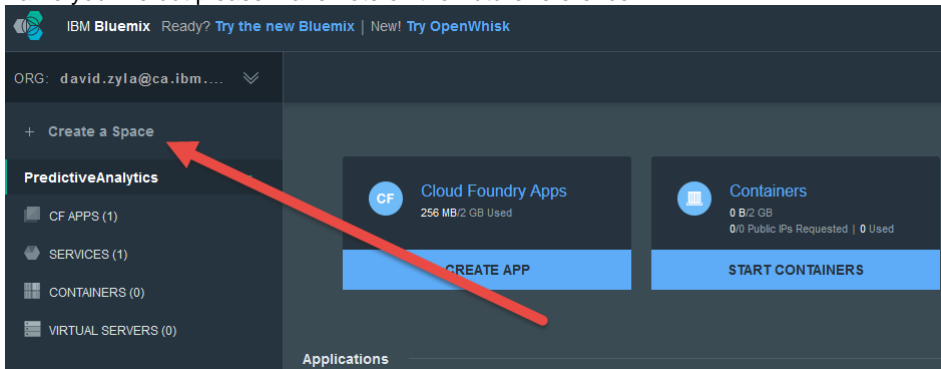 IBM Bluemix Ready? Try the new Bluemix | New! Try OpenWhisk
ORG: david.zyla@ca.ibm....
+ Create a Space
PredictiveAnalytics
CF APPS (1)
SERVICES (1)
CONTAINERS (0)
VIRTUAL SERVERS (0)
CF
Cloud Foundry Apps
256 MB/2 GB Used
CREATE APP
Containers
0 B/2 GB
0/0 Public IPs Requested | 0 Used
START CONTAINERS
Applications